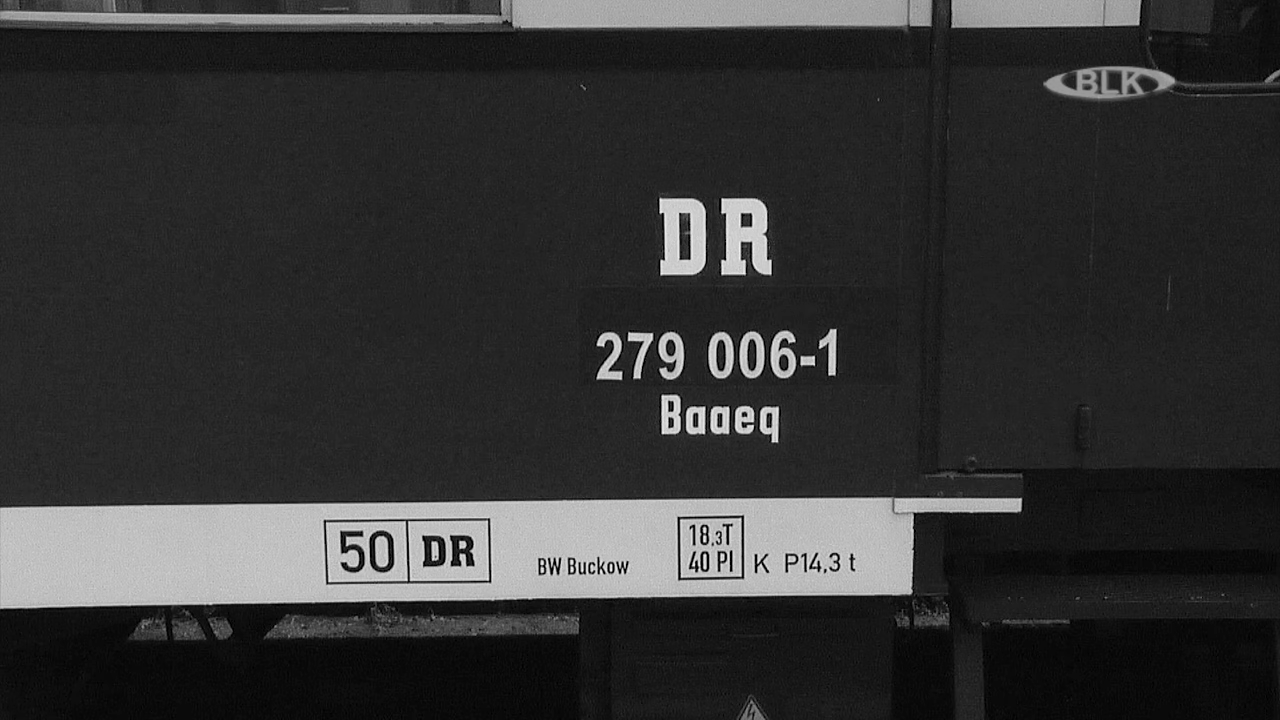 BLK
DR
279 006-1
Baaeq
50 DR
BW Buckow
18,3T
40 Pl
K P14,3 t